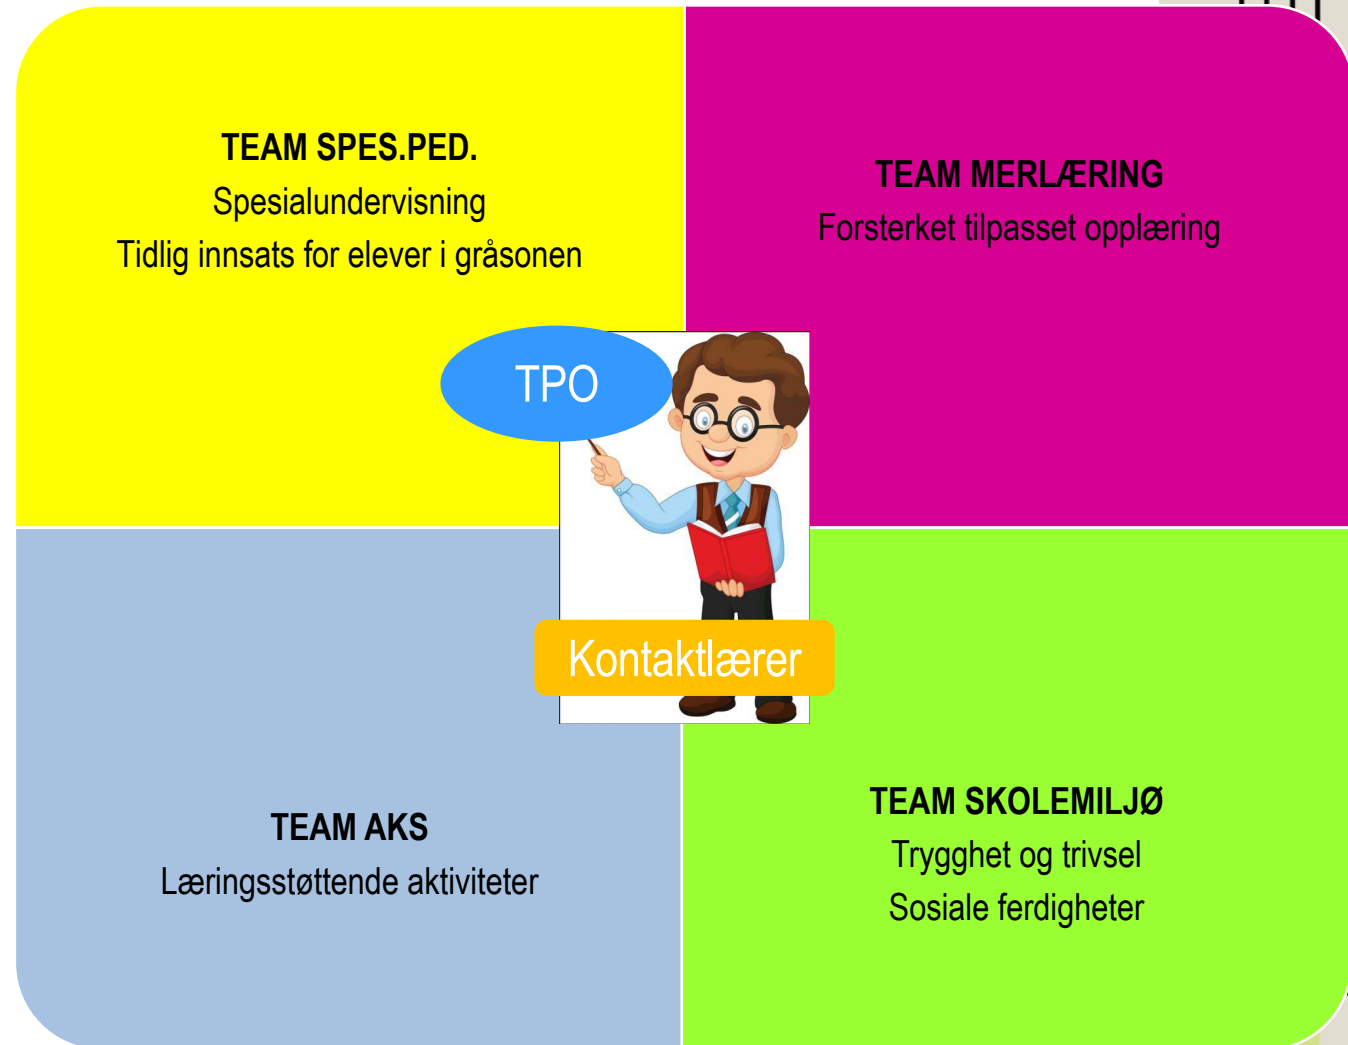 TEAM SPES.PED.
Spesialundervisning
Tidlig innsats for elever i gråsonen
TEAM MERLÆRING
Forsterket tilpasset opplæring
TPO
Kontaktlærer
TEAM AKS
Læringsstøttende aktiviteter
TEAM SKOLEMILJØ
Trygghet og trivsel
Sosiale ferdigheter